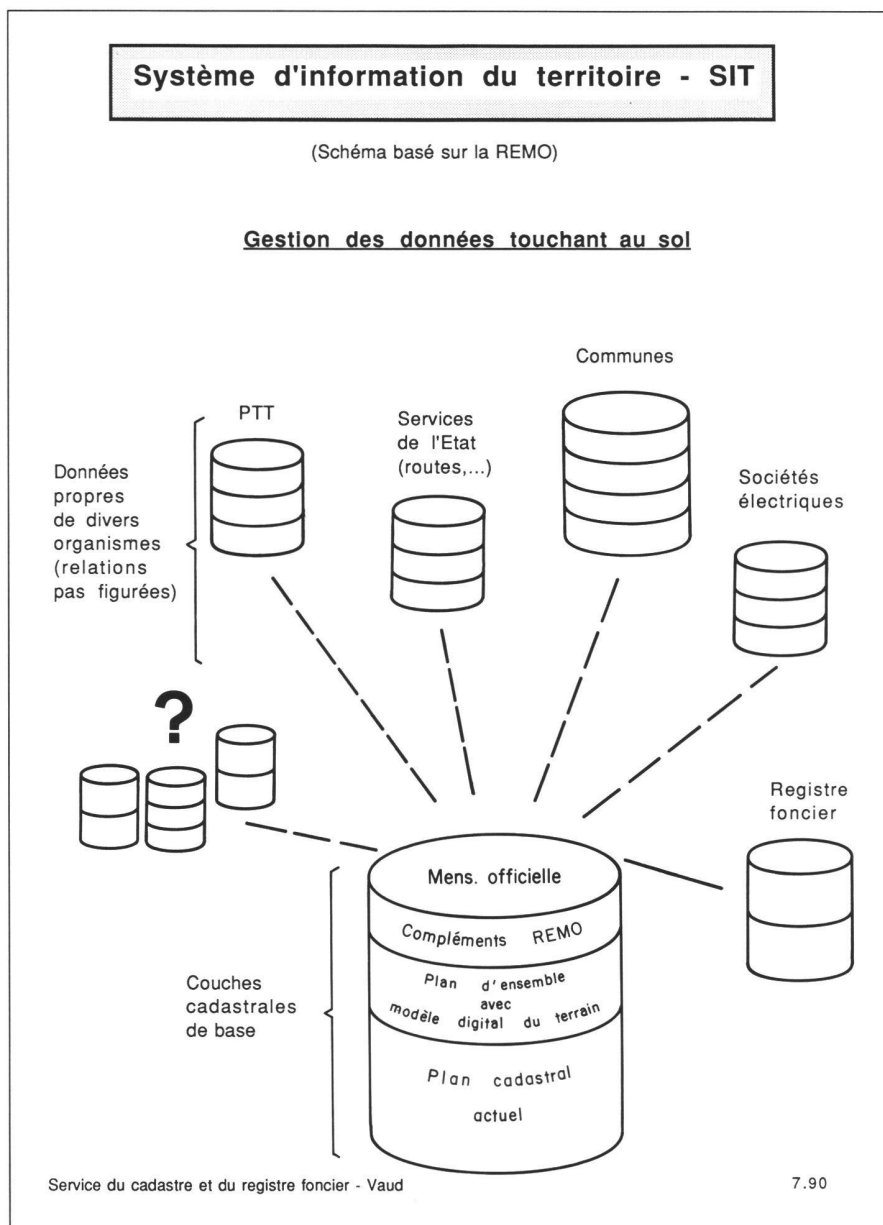 Système d'information du territoire - SIT
(Schéma basé sur la REMO)
Gestion des données touchant au sol
Communes
PTT
Services
de l'Etat
(routes,...)
Données
propres
de divers
organismes
(relations
pas figurées)
Sociétés
électriques
?
Registre
foncier
Mens. officielle
Compléments REMO
Plan d'ensemble
avec
modèle digital du terrain
Couches
cadastrales
de base
Plan cadastral
actuel
Service du cadastre et du registre foncier - Vaud
7.90